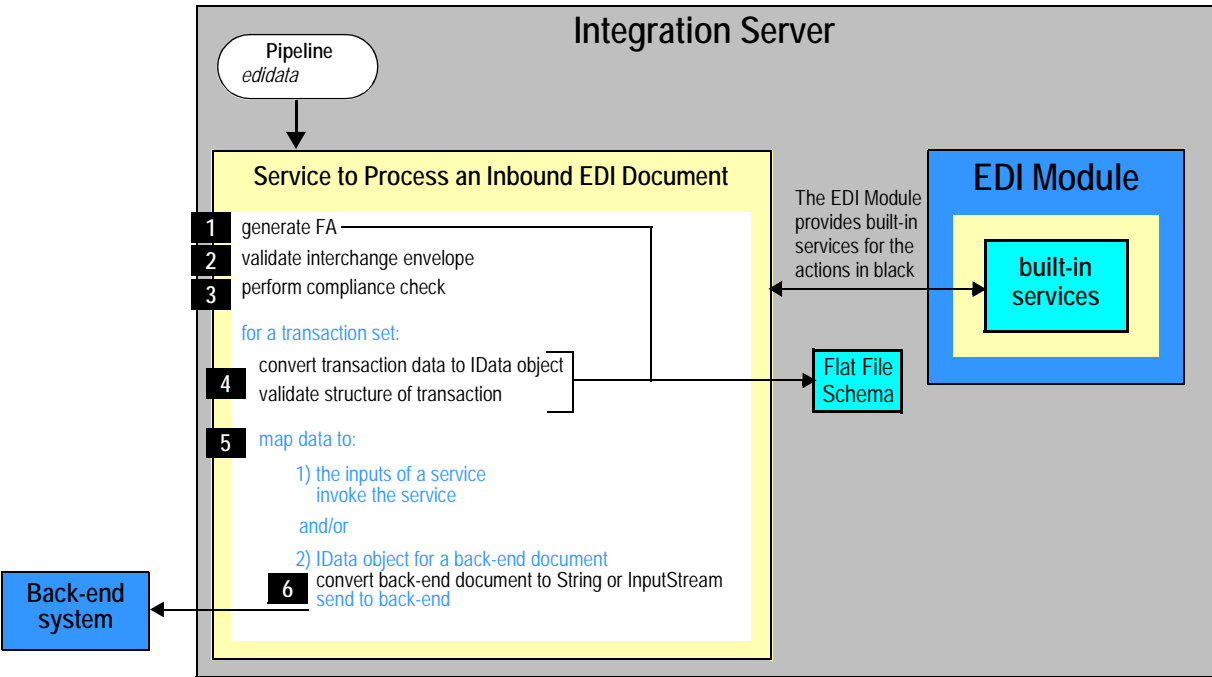 Integration Server
Pipeline
edidata
Service to Process an Inbound EDI Document
1 generate FA
2 validate interchange envelope
3 perform compliance check
for a transaction set:
convert transaction data to IData object
4
validate structure of transaction
5 map data to:
1) the inputs of a service
invoke the service
and/or
2) IData object for a back-end document
6 convert back-end document to String or InputStream
send to back-end
The EDI Module
provides built-in
services for the
actions in black
EDI Module
built-in
services
Flat File
Schema
Back-end
system